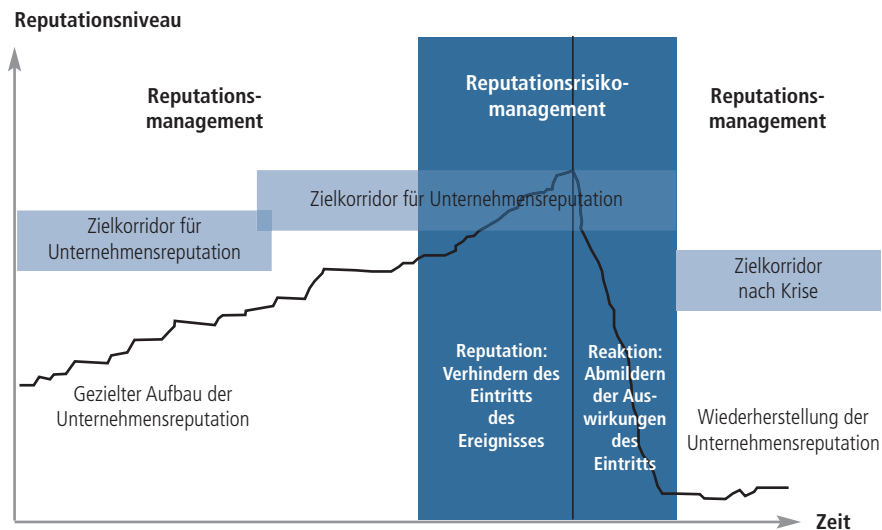 Reputationsniveau
Reputations-
management
Reputationsrisiko-
management
Reputations-
management
Zielkorridor für
Unternehmensreputation
Zielkorridor für Unternehmensreputation
Zielkorridor
nach Krise
Gezielter Aufbau der
Unternehmensreputation
Reputation:
Verhindern des
Eintritts
des
Ereignisses
Reaktion:
Abmildern
der Aus-
wirkungen
des
Eintritts
Wiederherstellung der
Unternehmensreputation
Zeit